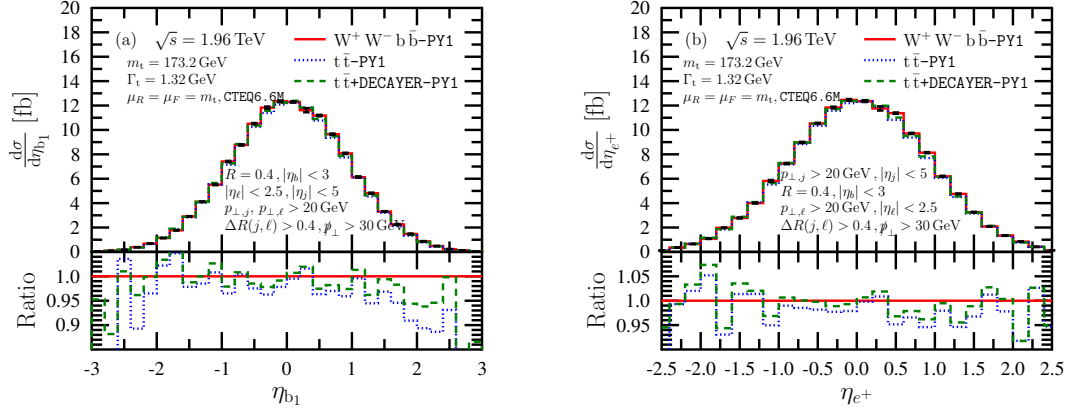 20
18
16
14
12
10
8
6
4
2
0
dσ/dη_{b_1} [fb]
(a) √s = 1.96 TeV
m_t = 173.2 GeV
Γ_t = 1.32 GeV
μ_R = μ_F = m_t, CTEQ6.6M
W⁺ W⁻ b b̄-PY1
t t̄-PY1
t t̄+DECAYER-PY1
R = 0.4 , |η_b| < 3
|η_ℓ| < 2.5 , |η_j| < 5
p_{⊥,j}, p_{⊥,ℓ} > 20 GeV
ΔR(j, ℓ) > 0.4 , p̸_⊥ > 30 GeV
Ratio
1.0
0.95
0.9
-3 -2 -1 0 1 2 3
η_{b_1}
20
18
16
14
12
10
8
6
4
2
0
dσ/dη_{e⁺} [fb]
(b) √s = 1.96 TeV
m_t = 173.2 GeV
Γ_t = 1.32 GeV
μ_R = μ_F = m_t, CTEQ6.6M
W⁺ W⁻ b b̄-PY1
t t̄-PY1
t t̄+DECAYER-PY1
p_{⊥,j} > 20 GeV , |η_j| < 5
R = 0.4 , |η_b| < 3
p_{⊥,ℓ} > 20 GeV , |η_ℓ| < 2.5
ΔR(j, ℓ) > 0.4 , p̸_⊥ > 30 GeV
Ratio
1.05
1.0
0.95
-2.5 -2.0 -1.5 -1.0 -0.5 0.0 0.5 1.0 1.5 2.0 2.5
η_{e⁺}